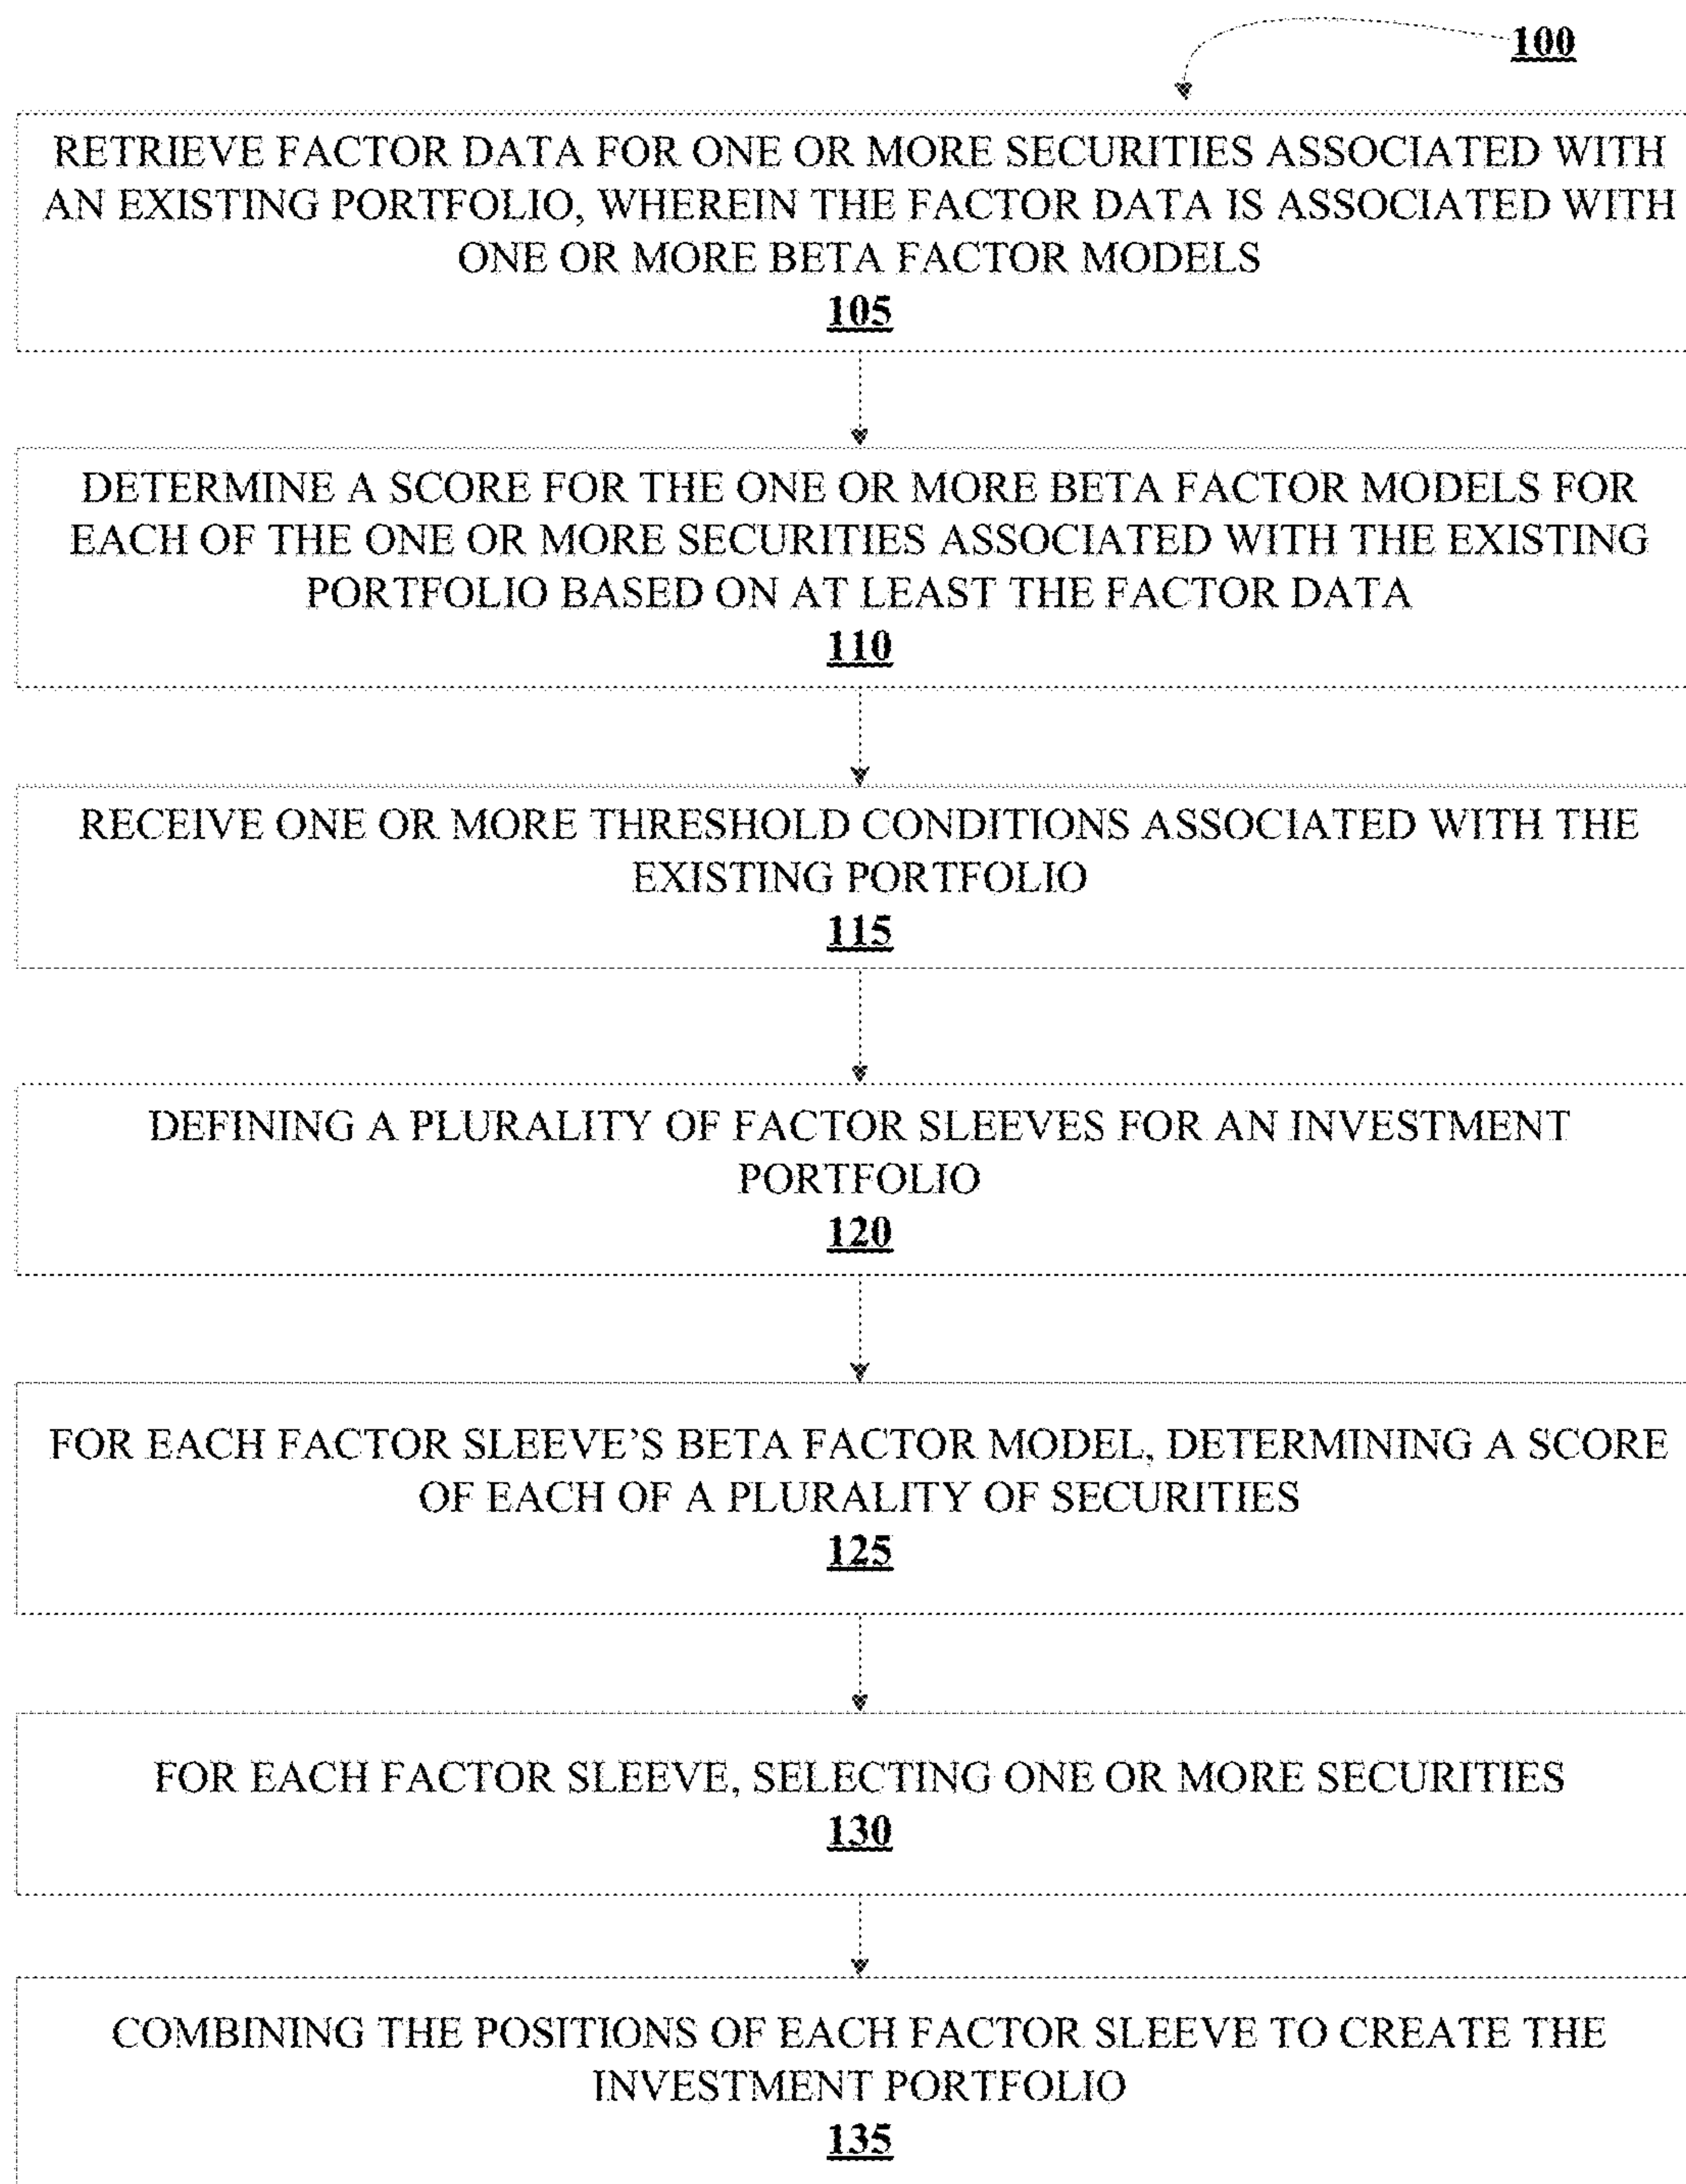 100
RETRIEVE FACTOR DATA FOR ONE OR MORE SECURITIES ASSOCIATED WITH
AN EXISTING PORTFOLIO, WHEREIN THE FACTOR DATA IS ASSOCIATED WITH
ONE OR MORE BETA FACTOR MODELS
105
DETERMINE A SCORE FOR THE ONE OR MORE BETA FACTOR MODELS FOR
EACH OF THE ONE OR MORE SECURITIES ASSOCIATED WITH THE EXISTING
PORTFOLIO BASED ON AT LEAST THE FACTOR DATA
110
RECEIVE ONE OR MORE THRESHOLD CONDITIONS ASSOCIATED WITH THE
EXISTING PORTFOLIO
115
DEFINING A PLURALITY OF FACTOR SLEEVES FOR AN INVESTMENT
PORTFOLIO
120
FOR EACH FACTOR SLEEVE'S BETA FACTOR MODEL, DETERMINING A SCORE
OF EACH OF A PLURALITY OF SECURITIES
125
FOR EACH FACTOR SLEEVE, SELECTING ONE OR MORE SECURITIES
130
COMBINING THE POSITIONS OF EACH FACTOR SLEEVE TO CREATE THE
INVESTMENT PORTFOLIO
135